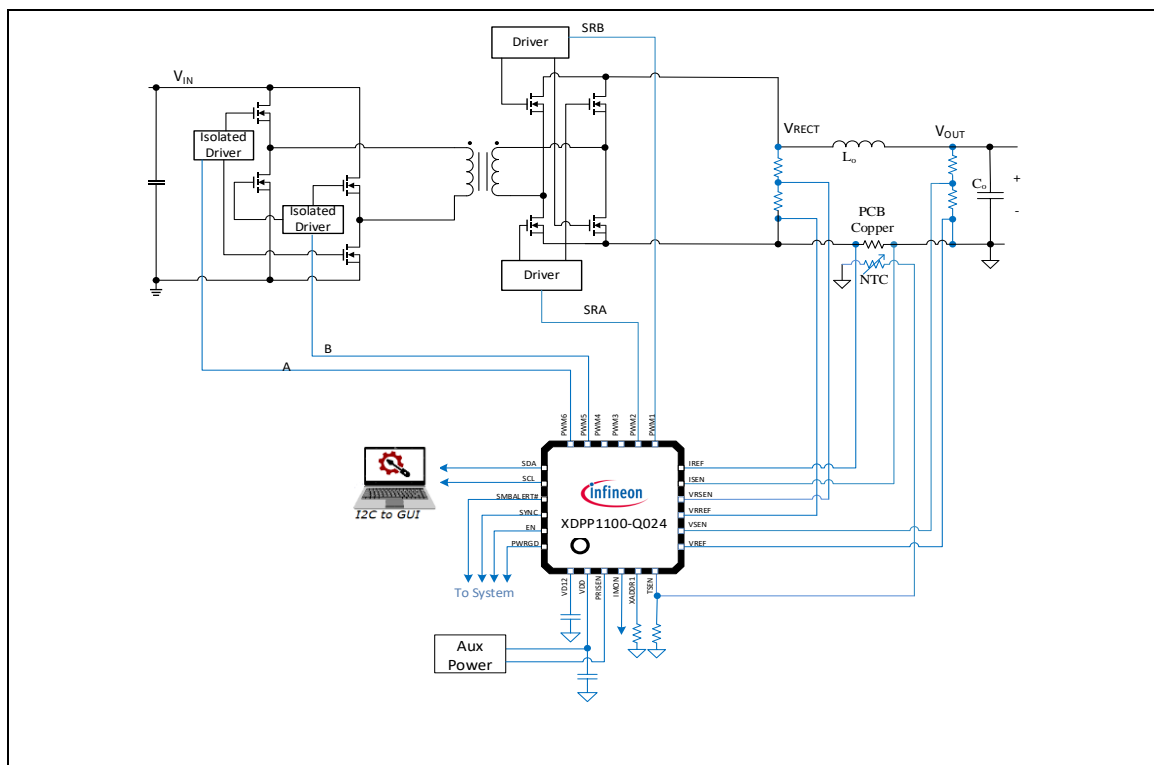 SRB
Driver
VIN
Isolated
Driver
Isolated
Driver
VRECT
VOUT
Lo
Co
+
-
PCB
Copper
NTC
Driver
SRA
B
A
PWM6
PWM5
PWM4
PWM3
PWM2
PWM1
SDA
SCL
SMBALERT#
SYNC
EN
PWRGD
IREF
ISEN
VRSEN
VRREF
VSEN
VREF
infineon
XDPP1100-Q024
I2C to GUI
To System
VD12
VDD
PRISEN
IMON
XADDR1
TSEN
Aux
Power